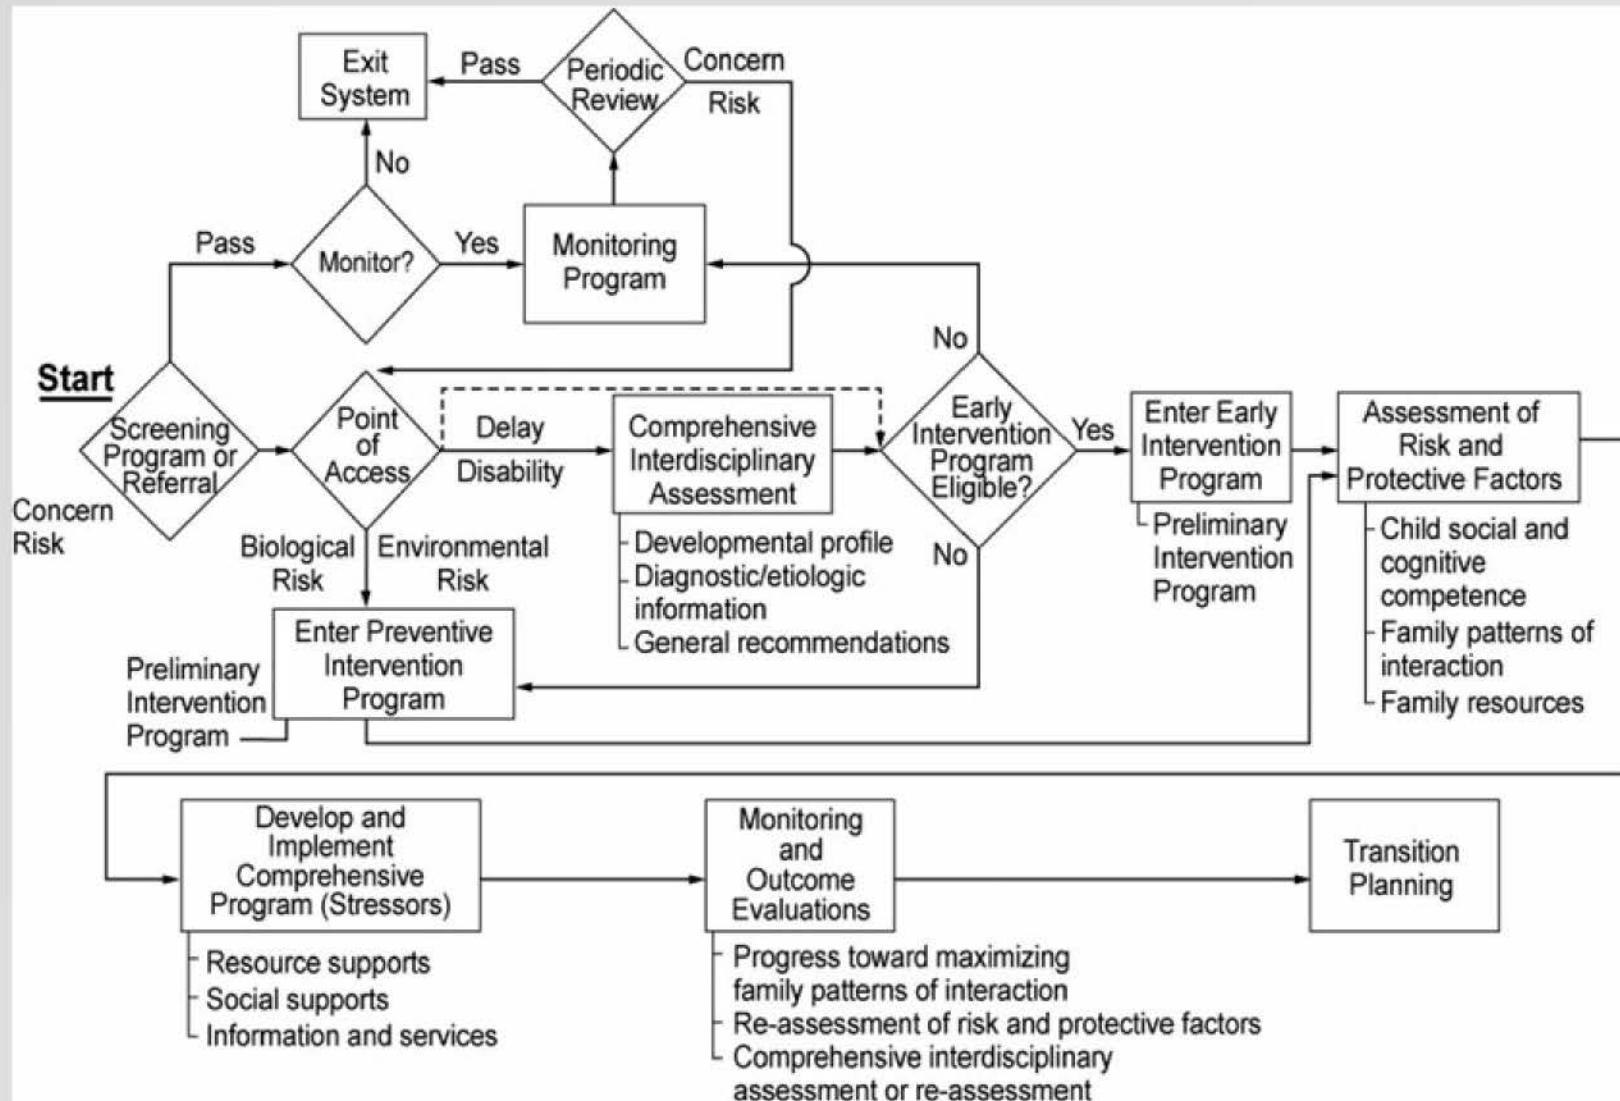 Exit
System
Pass
Periodic
Review
Concern
Risk
No
Pass
Monitor?
Yes
Monitoring
Program
No
Start
Screening
Program or
Referral
Concern
Risk
Point
of
Access
Delay
Disability
Comprehensive
Interdisciplinary
Assessment
Developmental profile
Diagnostic/etiologic
information
General recommendations
Early
Intervention
Program
Eligible?
Yes
No
Enter Early
Intervention
Program
Preliminary
Intervention
Program
Assessment of
Risk and
Protective Factors
Child social and
cognitive
competence
Family patterns of
interaction
Family resources
Biological
Risk
Environmental
Risk
Enter Preventive
Intervention
Program
Preliminary
Intervention
Program
Develop and
Implement
Comprehensive
Program (Stressors)
Resource supports
Social supports
Information and services
Monitoring
and
Outcome
Evaluations
Progress toward maximizing
family patterns of interaction
Re-assessment of risk and protective factors
Comprehensive interdisciplinary
assessment or re-assessment
Transition
Planning